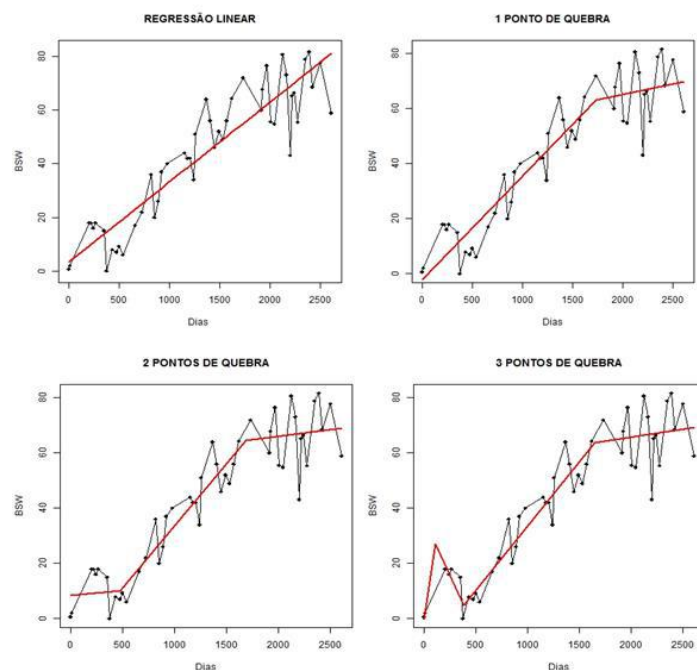 REGRESSÃO LINEAR
BSW
0 20 40 60 80
0 500 1000 1500 2000 2500
Dias
1 PONTO DE QUEBRA
BSW
0 20 40 60 80
0 500 1000 1500 2000 2500
Dias
2 PONTOS DE QUEBRA
BSW
0 20 40 60 80
0 500 1000 1500 2000 2500
Dias
3 PONTOS DE QUEBRA
BSW
0 20 40 60 80
0 500 1000 1500 2000 2500
Dias